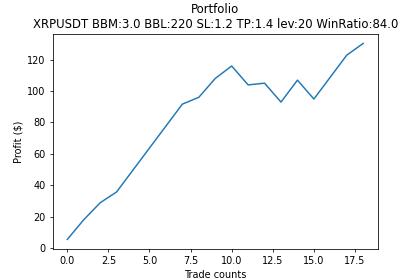 Portfolio
XRPUSDT BBM:3.0 BBL:220 SL:1.2 TP:1.4 lev:20 WinRatio:84.0
120
100
80
60
40
20
0
Profit ($)
0.0 2.5 5.0 7.5 10.0 12.5 15.0 17.5
Trade counts